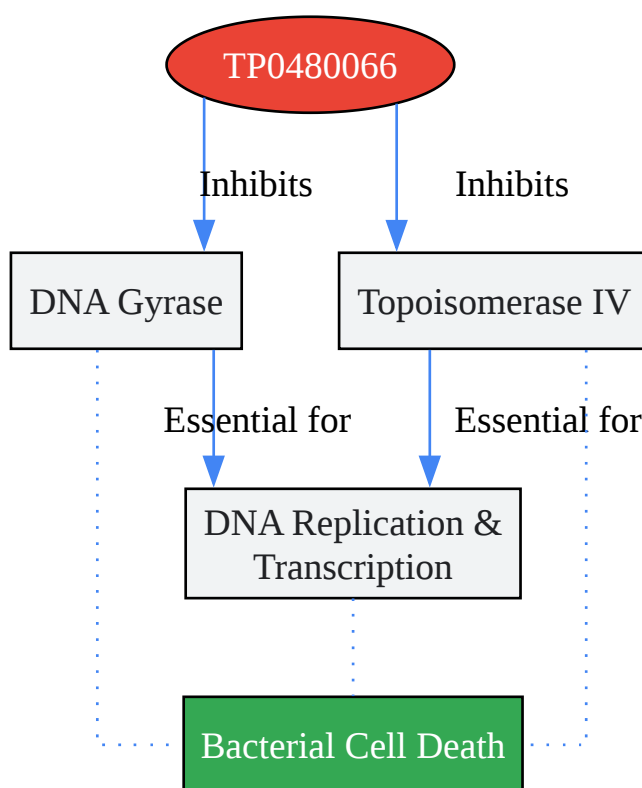 TP0480066
Inhibits
Inhibits
DNA Gyrase
Topoisomerase IV
Essential for
Essential for
DNA Replication &
Transcription
Bacterial Cell Death